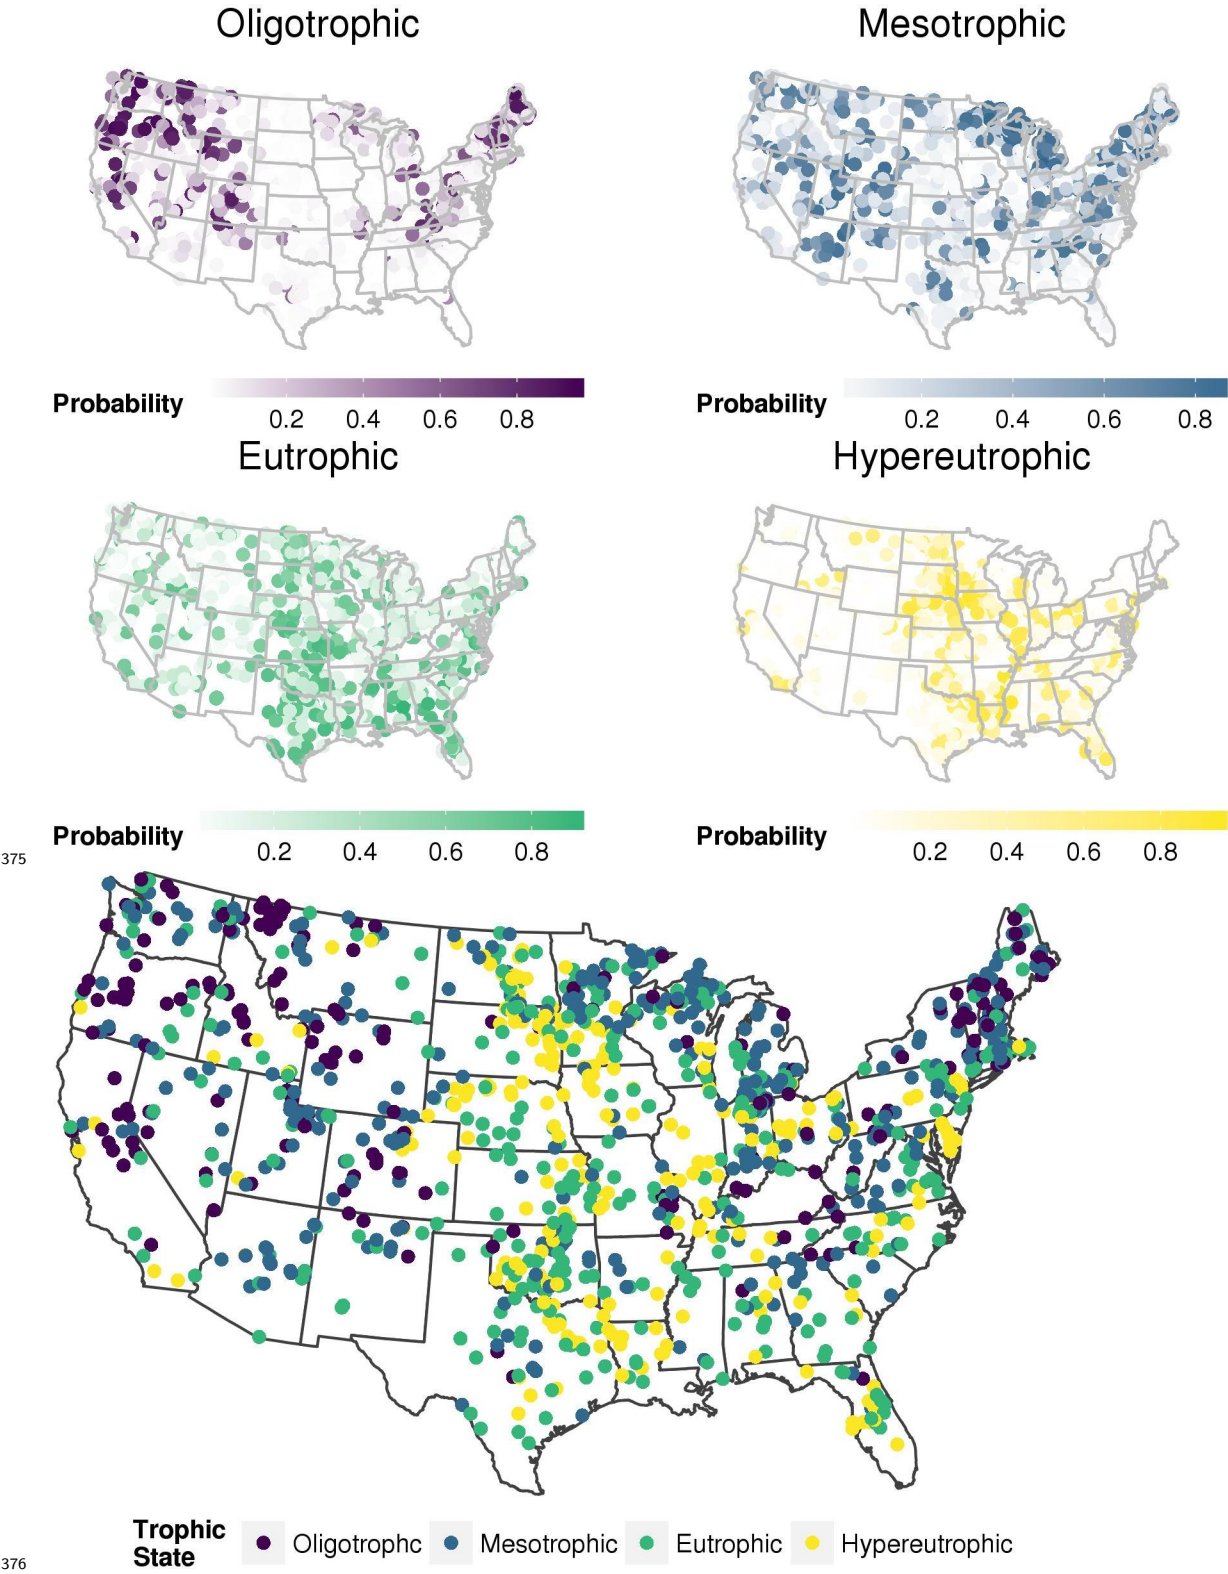 Oligotrophic Mesotrophic
Probability 0.2 0.4 0.6 0.8 Probability 0.2 0.4 0.6 0.8
Eutrophic Hypereutrophic
Probability 0.2 0.4 0.6 0.8 Probability 0.2 0.4 0.6 0.8
375
Trophic State Oligotrophc Mesotrophic Eutrophic Hypereutrophic
376